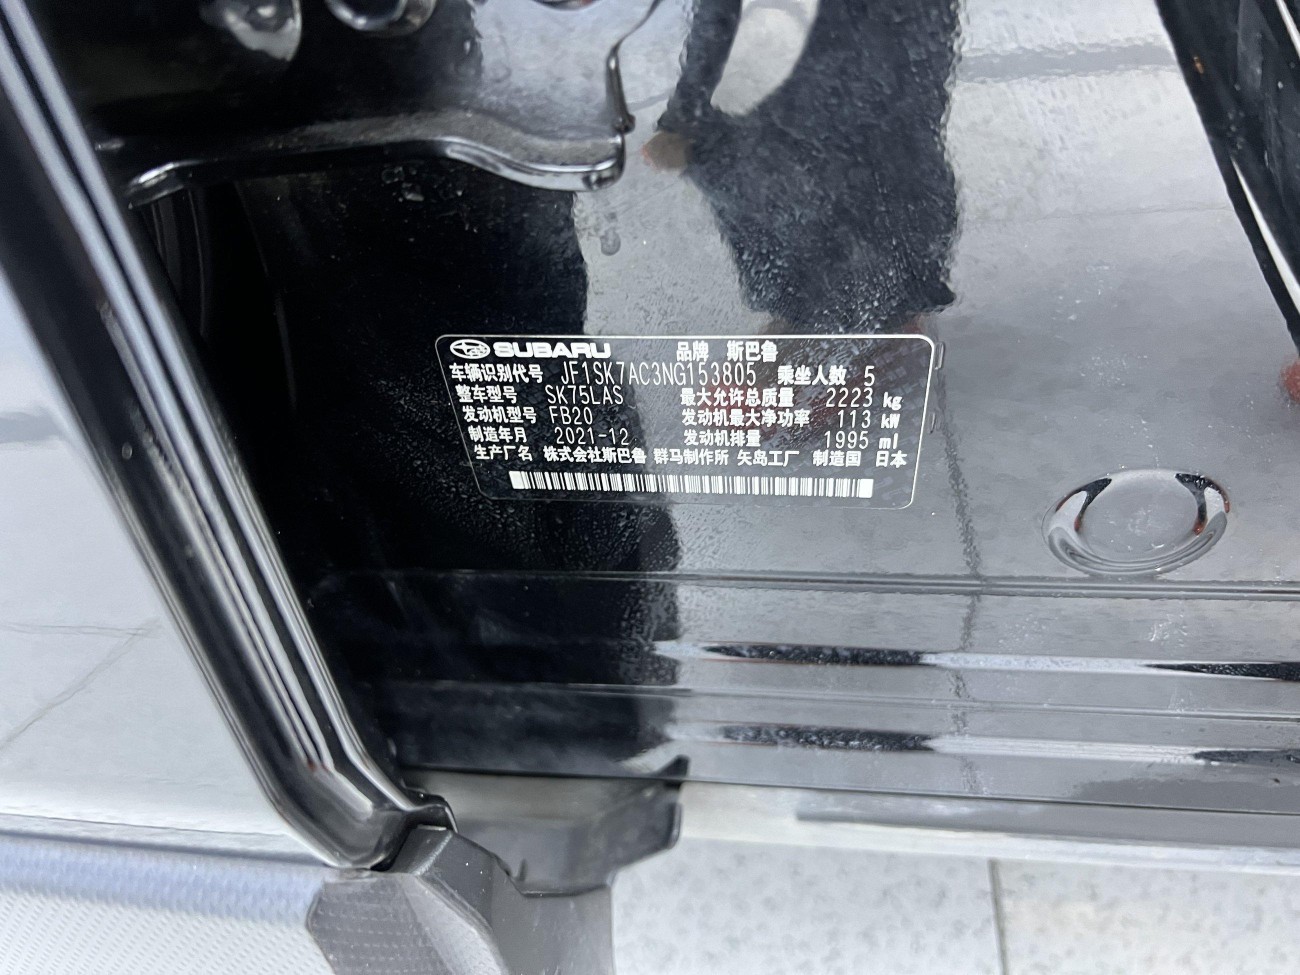 SUBARU 品牌 斯巴鲁
车辆识别代号 JF1SK7AC3NG153805 乘坐人数 5
整车型号 SK75LAS 最大允许总质量 2223 kg
发动机型号 FB20 发动机最大净功率 113 kW
制造年月 2021-12 发动机排量 1995 ml
生产厂名 株式会社斯巴鲁 群马制作所 矢岛工厂 制造国 日本